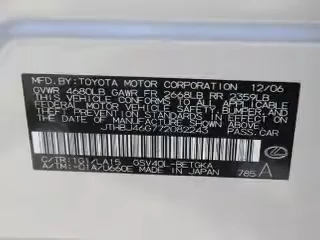 MFD. BY: TOYOTA MOTOR CORPORATION 12/06
GVWR 4680LB GAWR FR 2668LB RR 2359LB
THIS VEHICLE CONFORMS TO ALL APPLICABLE
FEDERAL MOTOR VEHICLE SAFETY, BUMPER, AND
THEFT PREVENTION STANDARDS IN EFFECT ON THE DATE
OF MANUFACTURE SHOWN ABOVE.
JTHBJ46G772082243 PASS.CAR
C/TR:1G1/LA15 GSV40L-BETGKA
A/TM:-01A/U660E MADE IN JAPAN 785 A